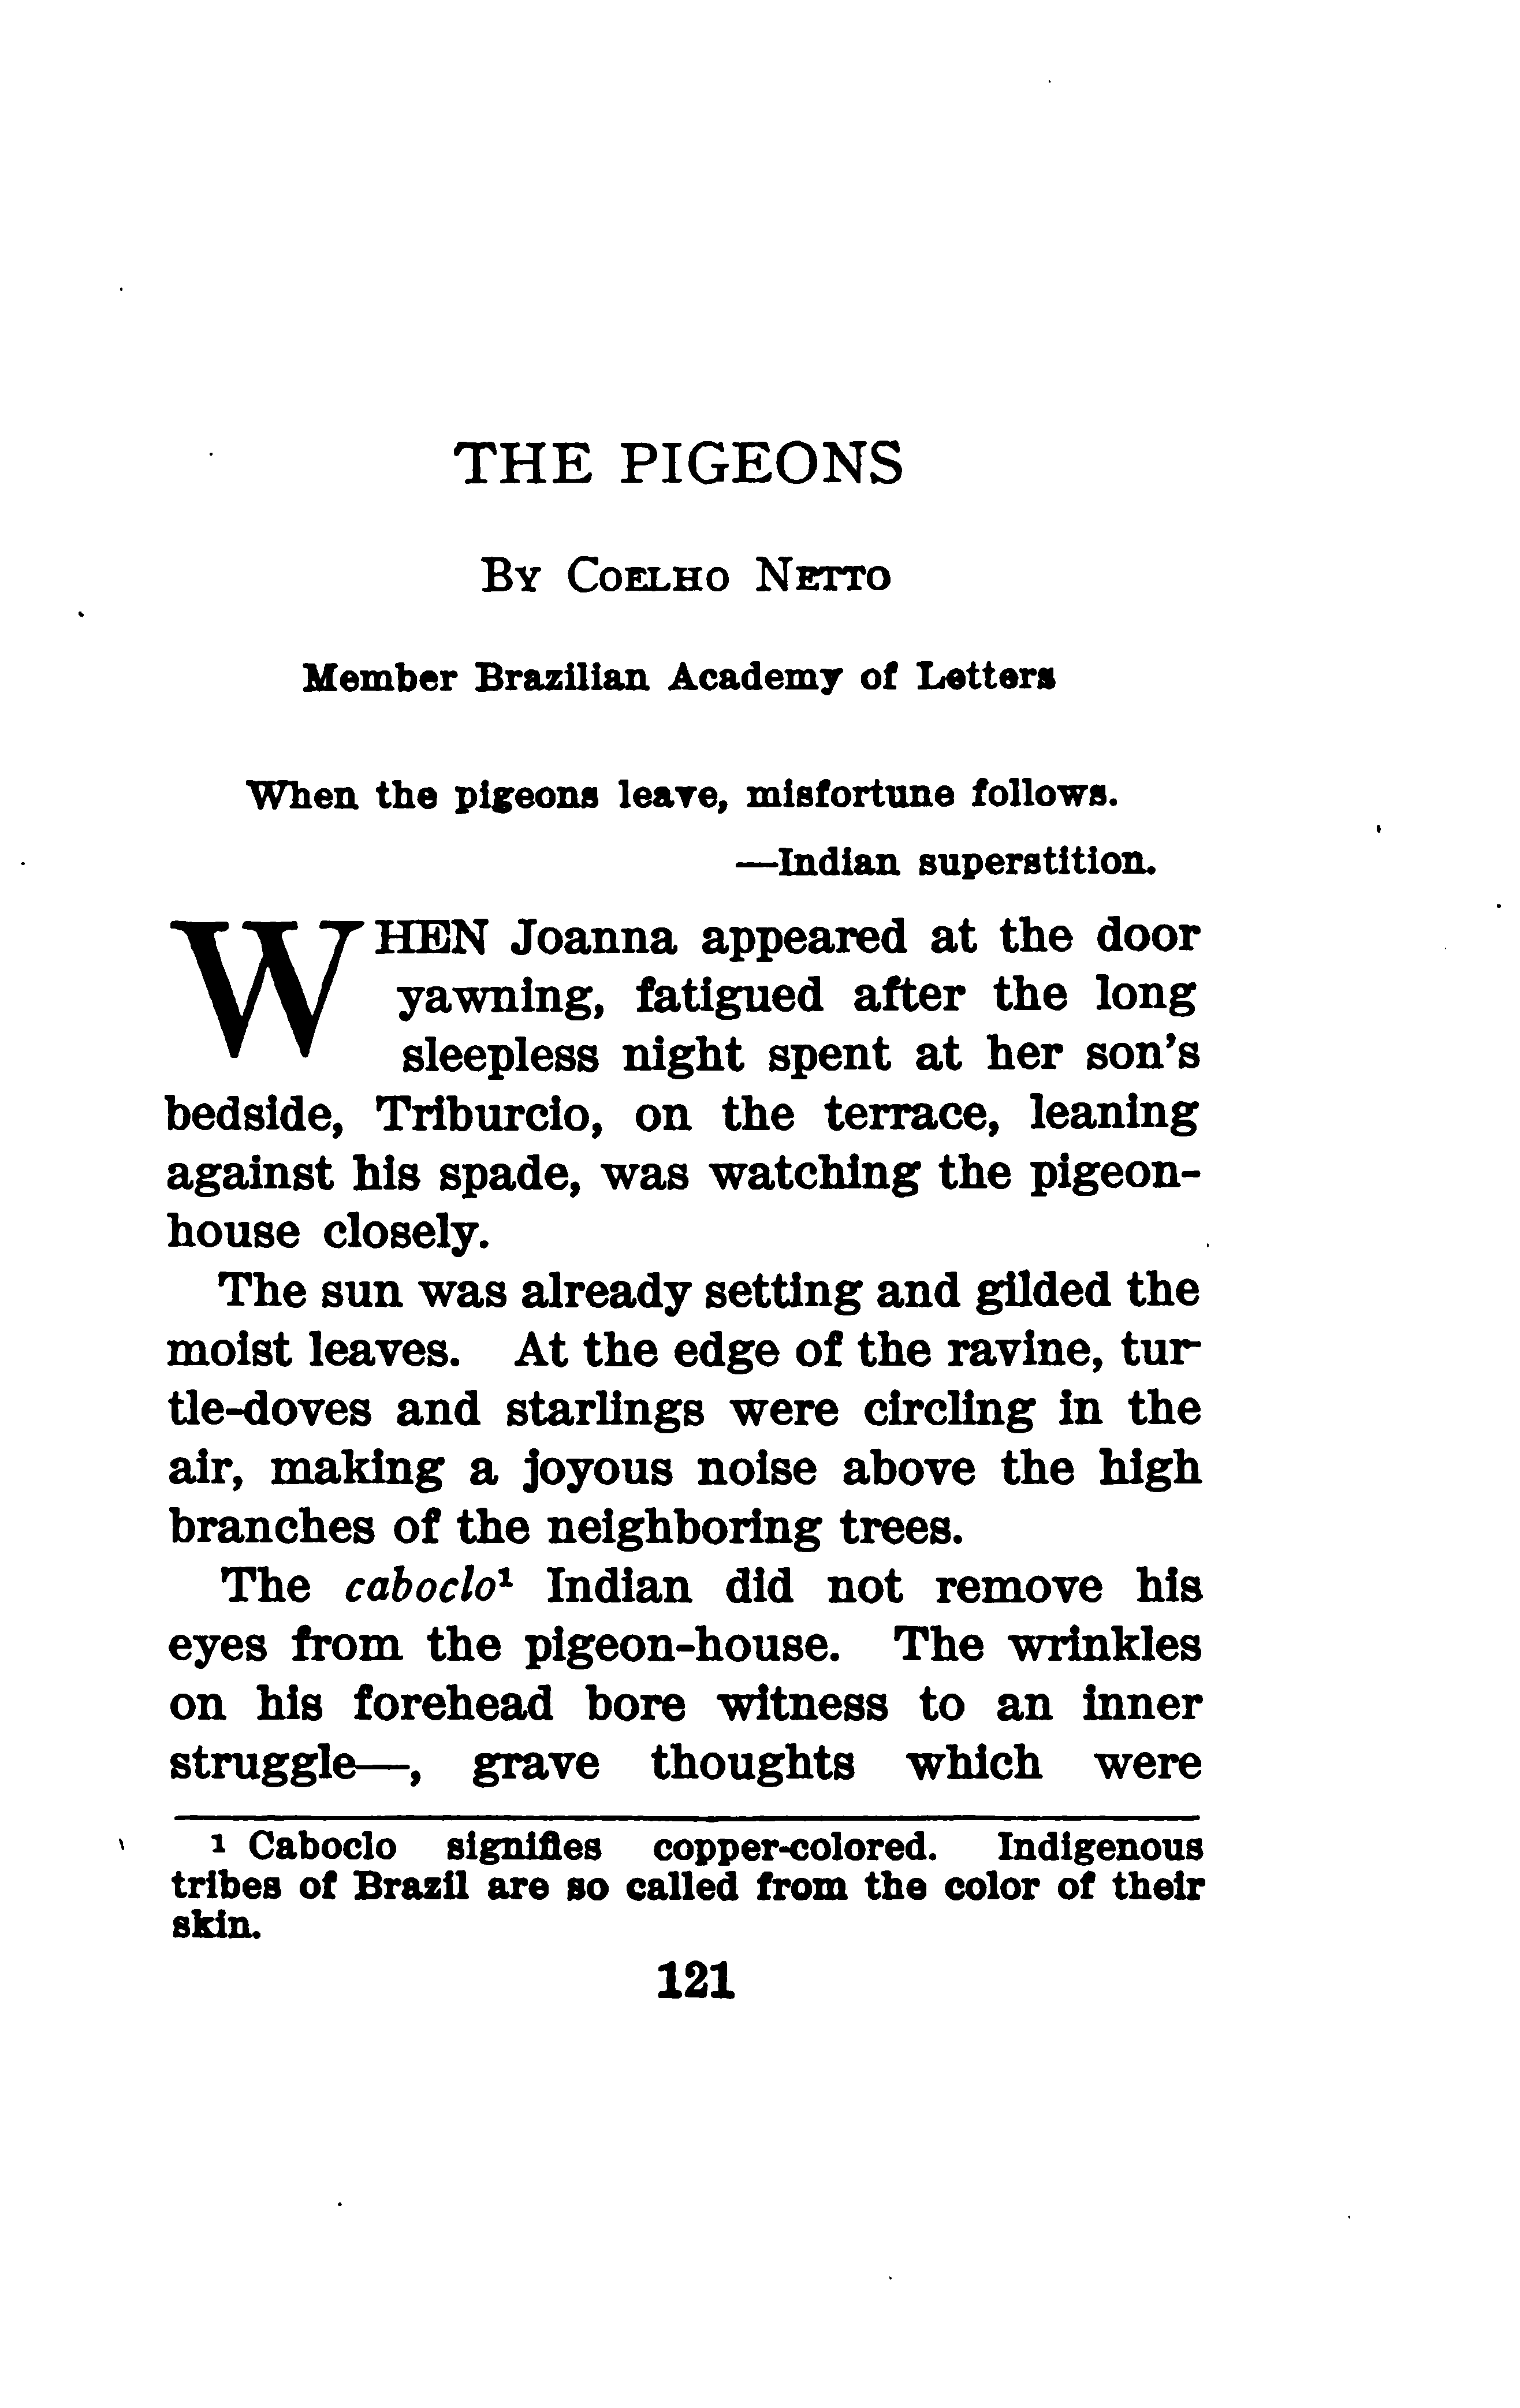 THE PIGEONS
By Coelho Netto
Member Brazilian Academy of Letters
When the pigeons leave, misfortune follows.
—Indian superstition.
WHEN Joanna appeared at the door
yawning, fatigued after the long
sleepless night spent at her son's
bedside, Triburcio, on the terrace, leaning
against his spade, was watching the pigeon-
house closely.
The sun was already setting and gilded the
moist leaves. At the edge of the ravine, tur-
tle-doves and starlings were circling in the
air, making a joyous noise above the high
branches of the neighboring trees.
The caboclo¹ Indian did not remove his
eyes from the pigeon-house. The wrinkles
on his forehead bore witness to an inner
struggle—, grave thoughts which were
¹ Caboclo signifies copper-colored. Indigenous
tribes of Brazil are so called from the color of their
skin.
121